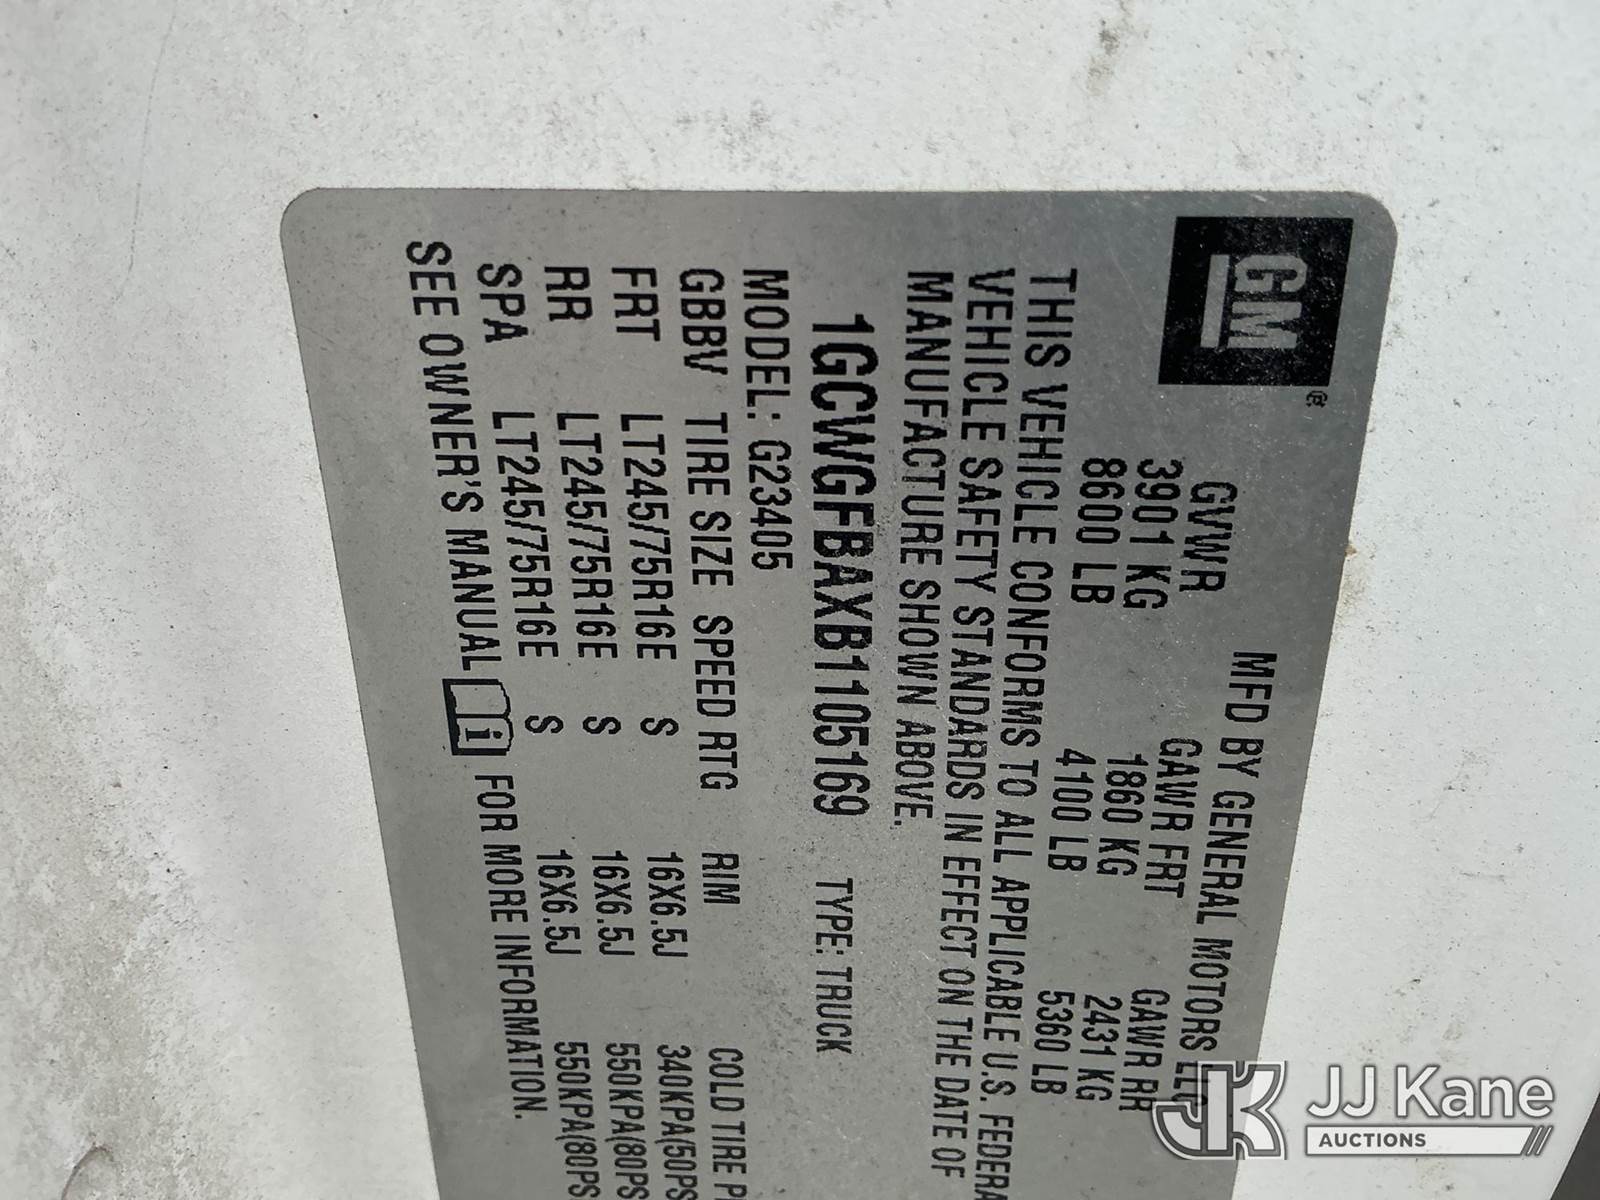 GM
®
MFD BY GENERAL MOTORS LLC
GVWR GAWR FRT GAWR RR
3901 KG 1860 KG 2431 KG
8600 LB 4100 LB 5360 LB
THIS VEHICLE CONFORMS TO ALL APPLICABLE U.S. FEDERA
VEHICLE SAFETY STANDARDS IN EFFECT ON THE DATE OF
MANUFACTURE SHOWN ABOVE.
1GCWGFBAXB1105169 TYPE: TRUCK
MODEL: G23405
GBBV TIRE SIZE SPEED RTG RIM COLD TIRE P
FRT LT245/75R16E S 16X6.5J 340KPA(50PS
RR LT245/75R16E S 16X6.5J 550KPA(80PS
SPA LT245/75R16E S 16X6.5J 550KPA(80PS
SEE OWNER'S MANUAL i FOR MORE INFORMATION.
JK JJ Kane
AUCTIONS